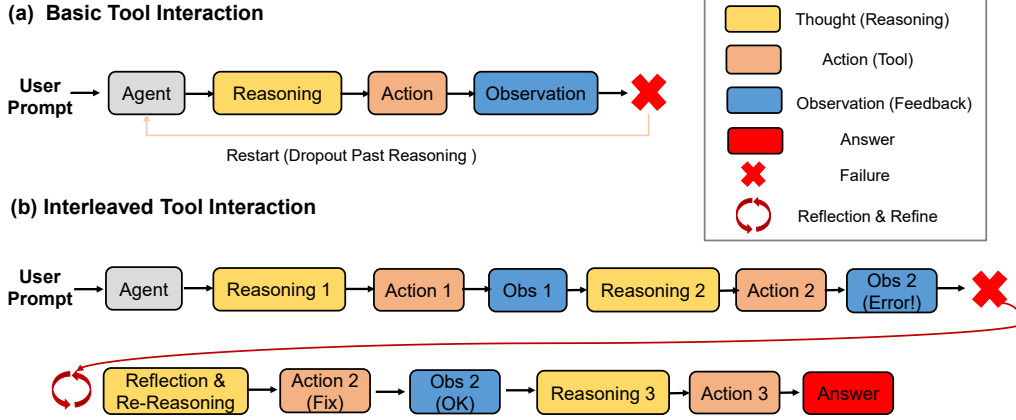 (a) Basic Tool Interaction
User
Prompt
Agent
Reasoning
Action
Observation
Restart (Dropout Past Reasoning )
Thought (Reasoning)
Action (Tool)
Observation (Feedback)
Answer
Failure
Reflection & Refine
(b) Interleaved Tool Interaction
User
Prompt
Agent
Reasoning 1
Action 1
Obs 1
Reasoning 2
Action 2
Obs 2
(Error!)
Reflection &
Re-Reasoning
Action 2
(Fix)
Obs 2
(OK)
Reasoning 3
Action 3
Answer